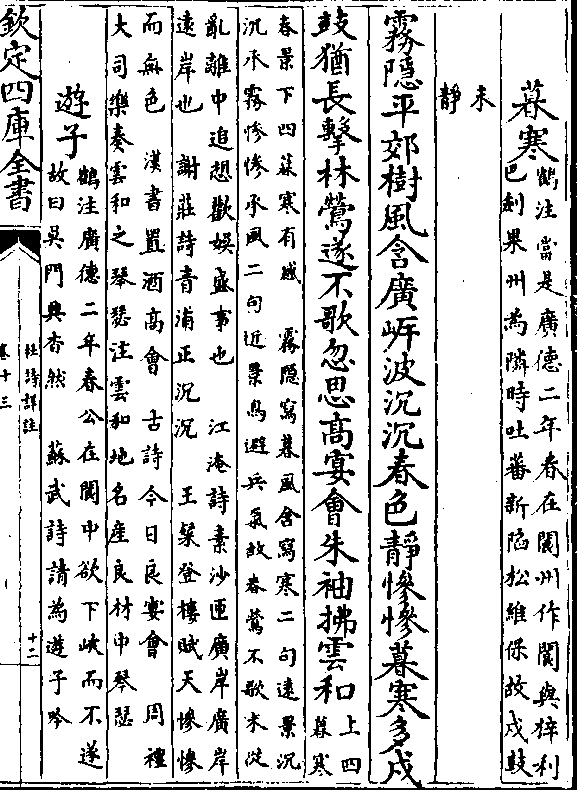 暮寒
鶴注當是廣德二年春在閬州作閬與梓利
巴劍果州為隣時吐蕃新陷松維保故戍鼓
未
靜
霧隱平郊樹風含廣岸波沉沉春色靜慘慘暮寒多戍
鼓猶長擊林鶯遂不歌忽思高宴會朱袖拂雲和
上四
暮寒
春景下四暮寒有感 霧隱寫暮風含寫寒二句遠景沉
沉承霧慘慘承風二句近景鳥避兵氣故春鶯不歌末從
亂離中追想歡娛盛事也 江淹詩素沙匝廣岸廣岸
遠岸也 謝莊詩青浦正沉沉 王粲登樓賦天慘慘
而無色 漢書置酒高會 古詩今日良宴會 周禮
大司樂奏雲和之琴瑟注雲和地名産良材中琴瑟
遊子
鶴注廣德二年春公在閬中欲下峽而不遂
故曰吳門興杳然 蘇武詩請為遊子吟
欽定四庫全書
杜詩詳註
卷十三
十二